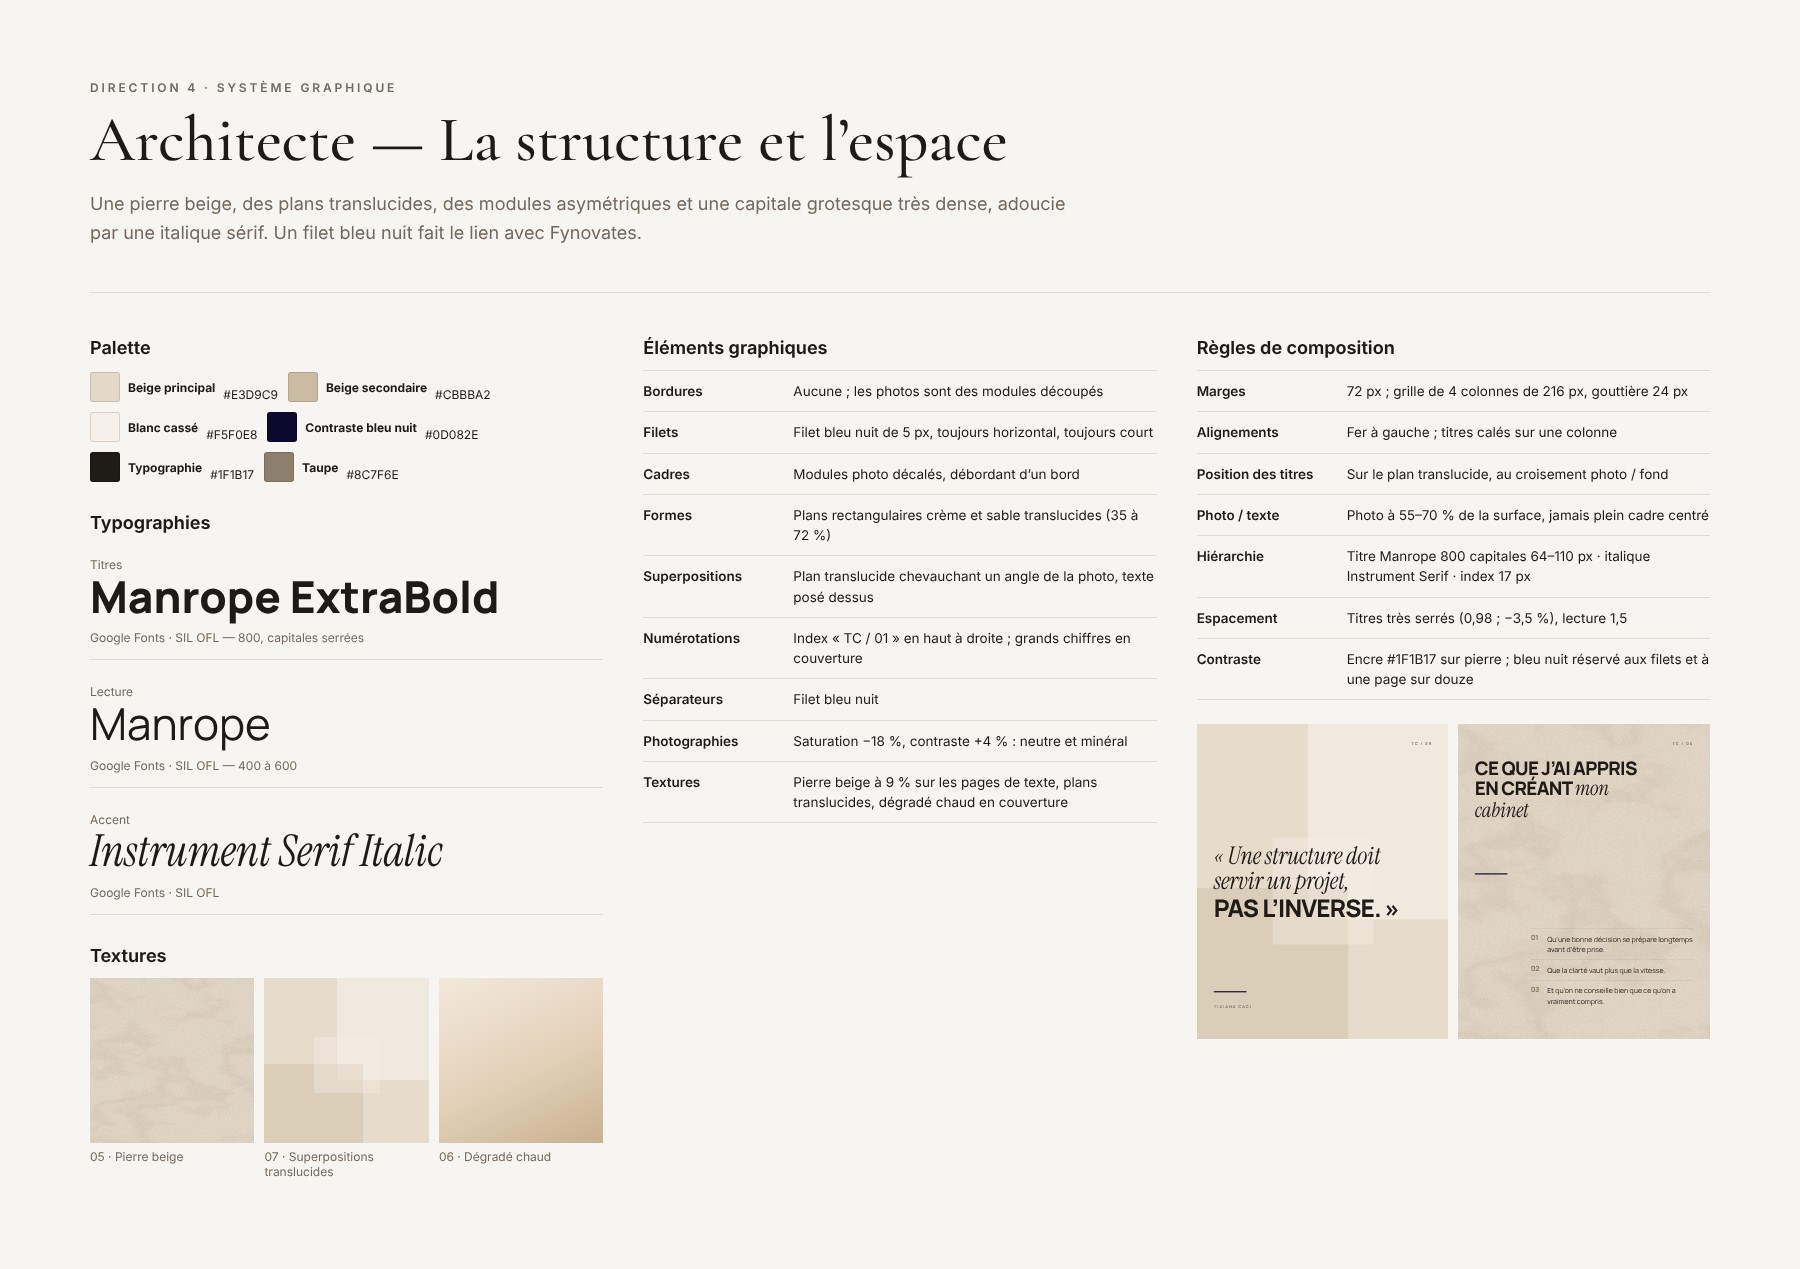 DIRECTION 4 · SYSTÈME GRAPHIQUE
Architecte — La structure et l’espace
Une pierre beige, des plans translucides, des modules asymétriques et une capitale grotesque très dense, adoucie
par une italique sérif. Un filet bleu nuit fait le lien avec Fynovates.
Palette
Beige principal #E3D9C9 Beige secondaire #CBBBA2
Blanc cassé #F5F0E8 Contraste bleu nuit #0D082E
Typographie #1F1B17 Taupe #8C7F6E
Typographies
Titres
Manrope ExtraBold
Google Fonts · SIL OFL — 800, capitales serrées
Lecture
Manrope
Google Fonts · SIL OFL — 400 à 600
Accent
Instrument Serif Italic
Google Fonts · SIL OFL
Textures
05 · Pierre beige
07 · Superpositions
translucides
06 · Dégradé chaud
Éléments graphiques
Bordures Aucune ; les photos sont des modules découpés
Filets Filet bleu nuit de 5 px, toujours horizontal, toujours court
Cadres Modules photo décalés, débordant d’un bord
Formes Plans rectangulaires crème et sable translucides (35 à
72 %)
Superpositions Plan translucide chevauchant un angle de la photo, texte
posé dessus
Numérotations Index « TC / 01 » en haut à droite ; grands chiffres en
couverture
Séparateurs Filet bleu nuit
Photographies Saturation −18 %, contraste +4 % : neutre et minéral
Textures Pierre beige à 9 % sur les pages de texte, plans
translucides, dégradé chaud en couverture
Règles de composition
Marges 72 px ; grille de 4 colonnes de 216 px, gouttière 24 px
Alignements Fer à gauche ; titres calés sur une colonne
Position des titres Sur le plan translucide, au croisement photo / fond
Photo / texte Photo à 55–70 % de la surface, jamais plein cadre centré
Hiérarchie Titre Manrope 800 capitales 64–110 px · italique
Instrument Serif · index 17 px
Espacement Titres très serrés (0,98 ; −3,5 %), lecture 1,5
Contraste Encre #1F1B17 sur pierre ; bleu nuit réservé aux filets et à
une page sur douze
« Une structure doit
servir un projet,
PAS L’INVERSE. »
CE QUE J’AI APPRIS
EN CRÉANT mon
cabinet
01 Qu’une bonne décision se prépare longtemps
avant d’être prise.
02 Que la clarté vaut plus que la vitesse.
03 Et qu’on ne conseille bien que ce qu’on a
vraiment compris.